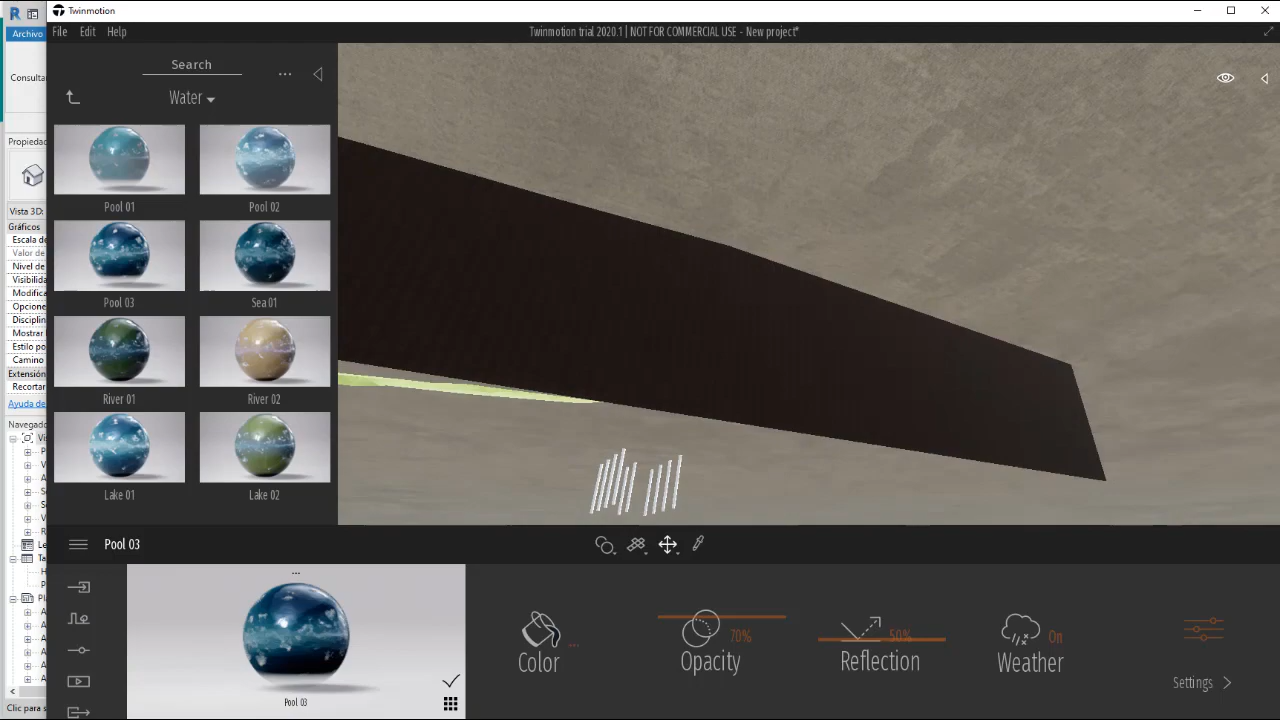 Twinmotion
Archivo
File Edit Help
Twinmotion trial 2020.1 | NOT FOR COMMERCIAL USE - New project*
Consultar
Search
...
Water
Propiedad
Pool 01
Pool 02
Vista 3D:
Gráficos
Escala de
Valor de
Nivel de
Visibilida
Modifica
Opcione
Disciplin
Mostrar l
Estilo po
Camino
Extensión
Recortar
Ayuda de
Navegado
Pool 03
Sea 01
River 01
River 02
Lake 01
Lake 02
Clic para s
Pool 03
...
Pool 03
Color
...
Opacity
70%
Reflection
50%
Weather
On
Settings